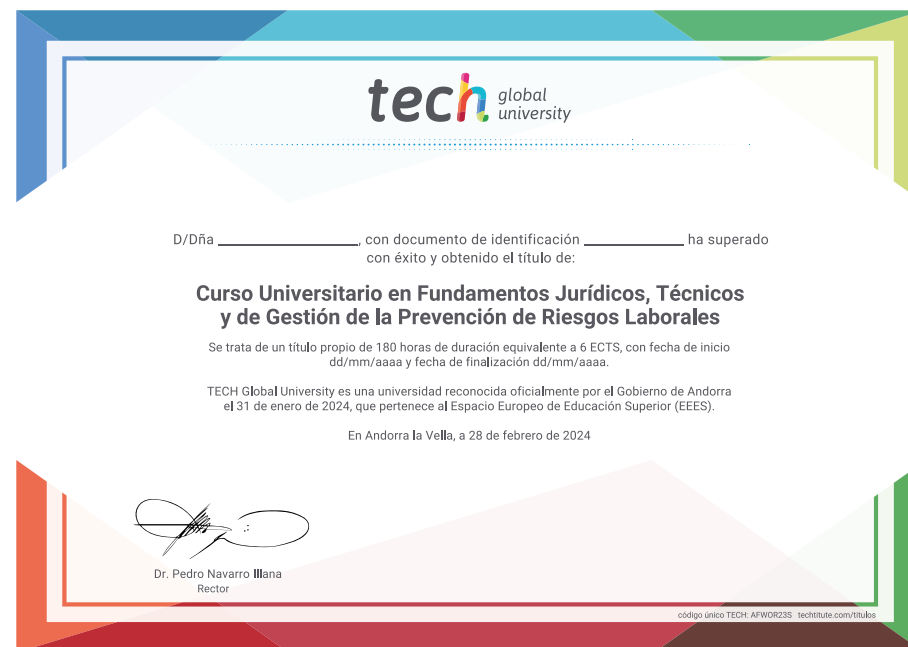 tech global university
D/Dña ____________________, con documento de identificación ______________ ha superado
con éxito y obtenido el título de:
Curso Universitario en Fundamentos Jurídicos, Técnicos
y de Gestión de la Prevención de Riesgos Laborales
Se trata de un título propio de 180 horas de duración equivalente a 6 ECTS, con fecha de inicio
dd/mm/aaaa y fecha de finalización dd/mm/aaaa.
TECH Global University es una universidad reconocida oficialmente por el Gobierno de Andorra
el 31 de enero de 2024, que pertenece al Espacio Europeo de Educación Superior (EEES).
En Andorra la Vella, a 28 de febrero de 2024
Dr. Pedro Navarro Illana
Rector
código único TECH: AFWOR23S techtitute.com/titulos